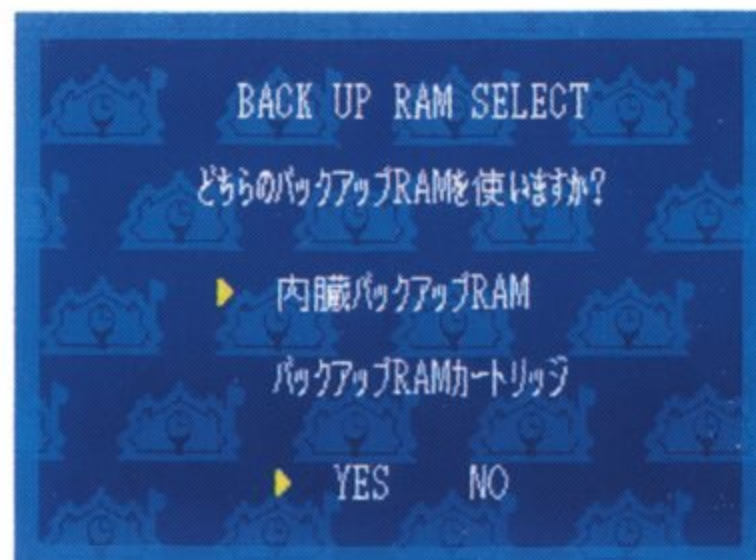 BACK UP RAM SELECT
どちらのバックアップRAMを使いますか?
内臓バックアップRAM
バックアップRAMカートリッジ
YES NO